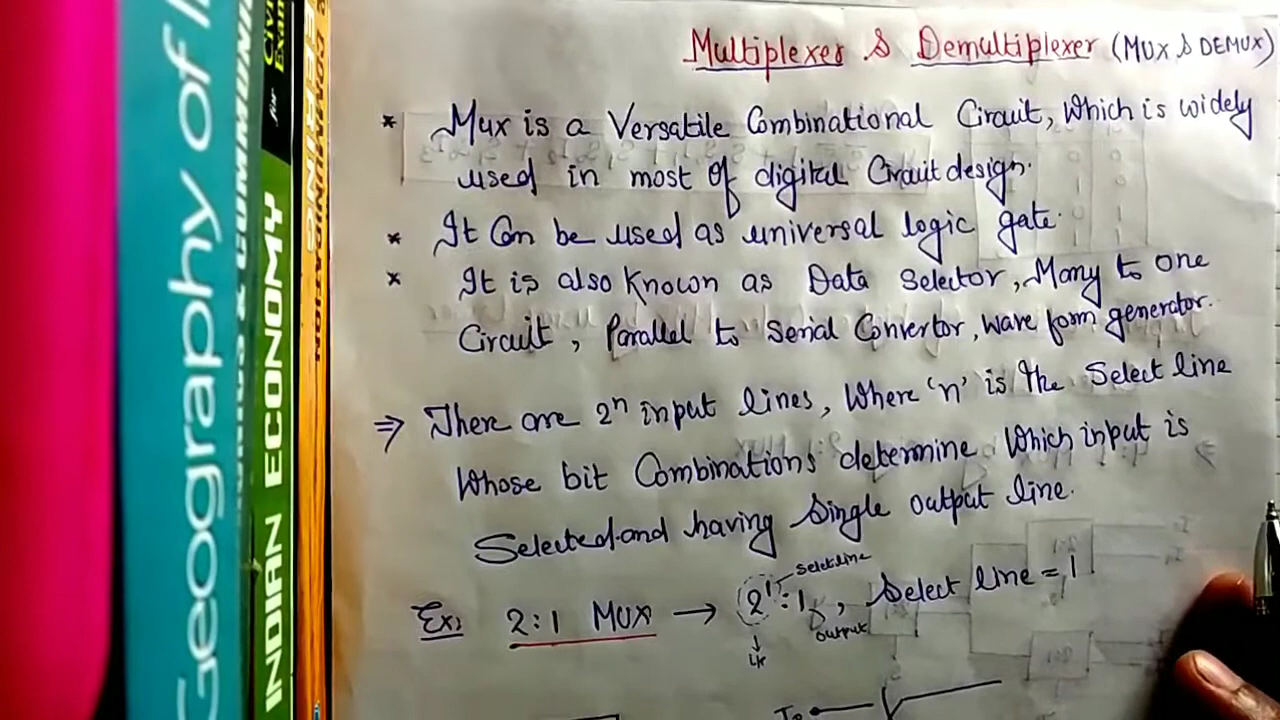 Geography of I
INDIAN ECONOMY
for
Civil
Multiplexer & Demultiplexer (MUX & DEMUX)
* Mux is a Versatile Combinational Circuit, which is widely
used in most of digital Circuit design.
* It Can be used as universal logic gate.
* It is also Known as Data Selector, Many to one
Circuit, Parallel to Serial Convertor, wave form generator.
⇒ There are 2ⁿ input lines, Where 'n' is The Select line
Whose bit Combinations determine Which input is
Selected and having Single output line.
Ex: 2:1 MUX → 2¹:1, Select line = 1
Select line
output
I₀